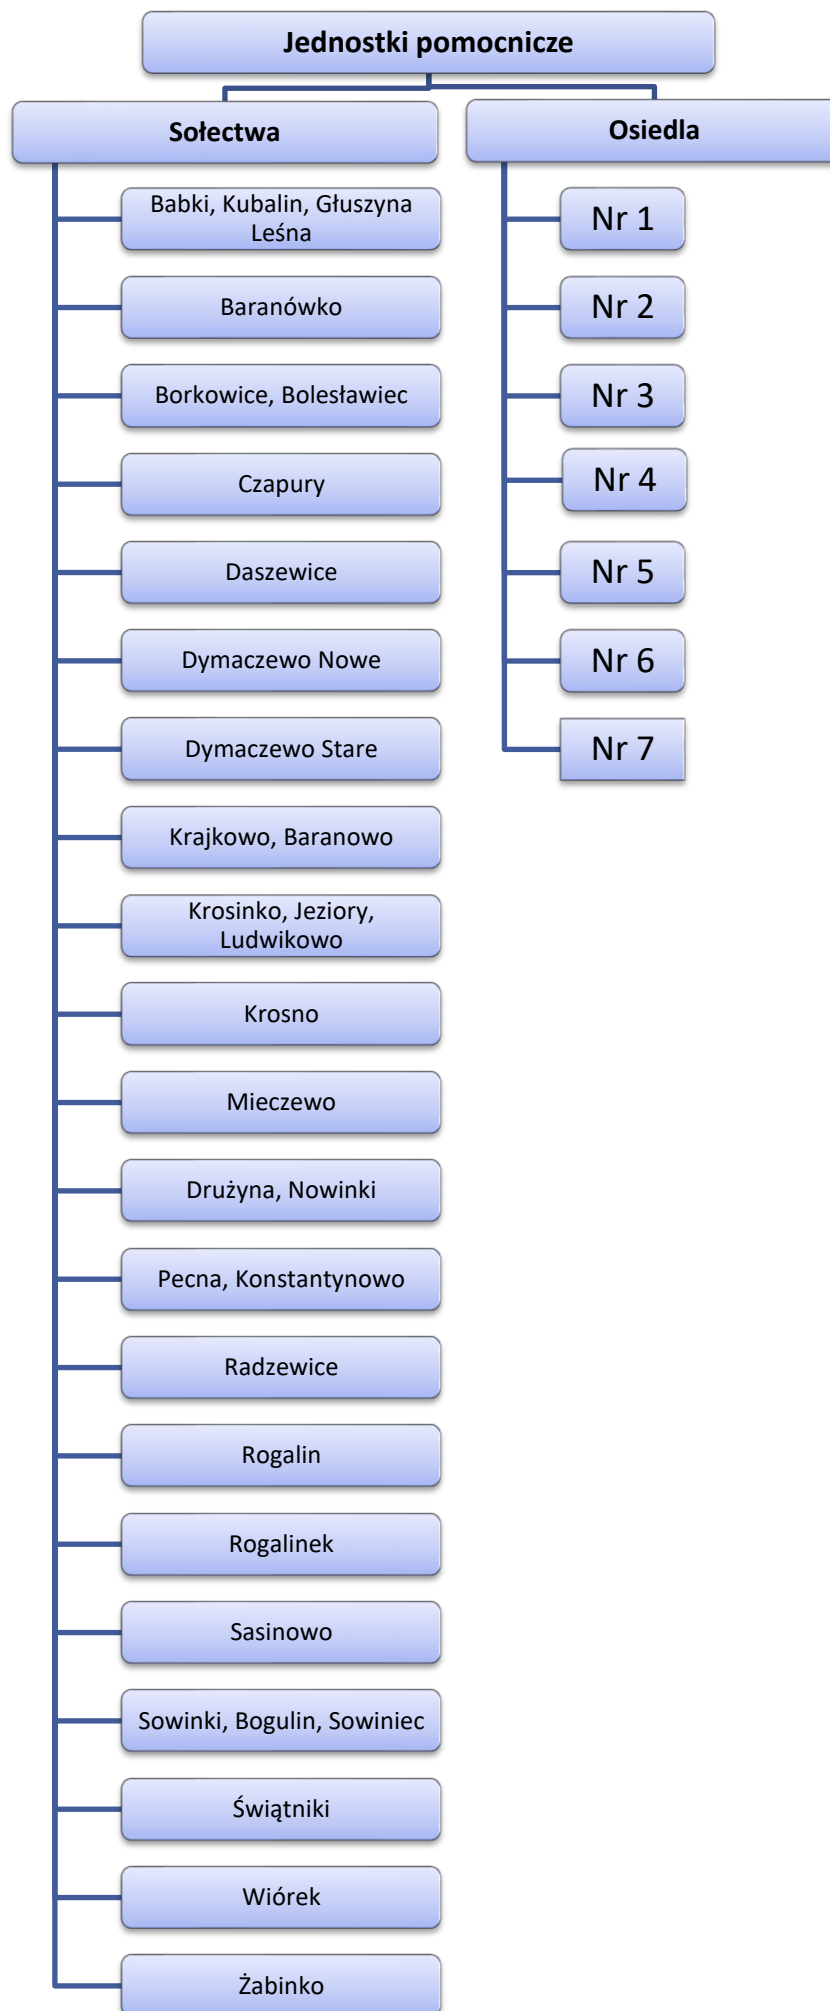 Jednostki pomocnicze
Sołectwa
Babki, Kubalin, Głuszyna
Leśna
Baranówko
Borkowice, Bolesławiec
Czapury
Daszewice
Dymaczewo Nowe
Dymaczewo Stare
Krajkowo, Baranowo
Krosinko, Jeziory,
Ludwikowo
Krosno
Mieczewo
Drużyna, Nowinki
Pecna, Konstantynowo
Radzewice
Rogalin
Rogalinek
Sasinowo
Sowinki, Bogulin, Sowiniec
Świątniki
Wiórek
Żabinko
Osiedla
Nr 1
Nr 2
Nr 3
Nr 4
Nr 5
Nr 6
Nr 7